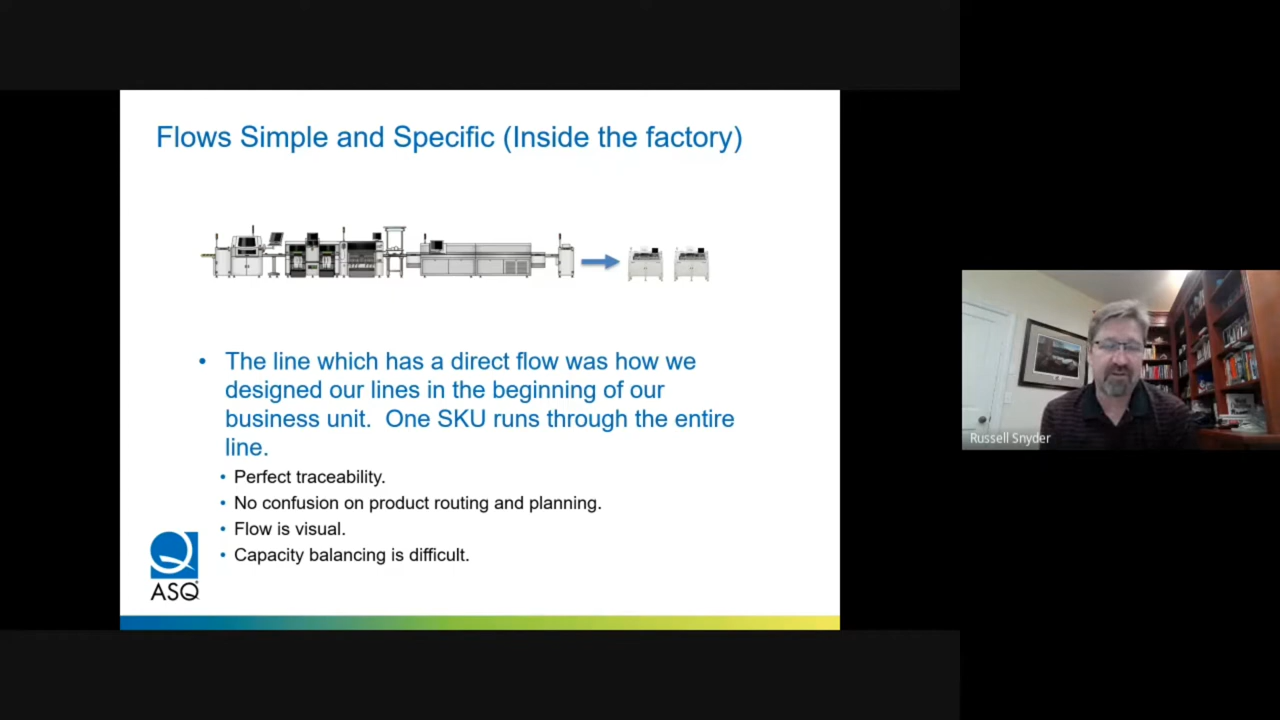 Flows Simple and Specific (Inside the factory)
• The line which has a direct flow was how we
designed our lines in the beginning of our
business unit.  One SKU runs through the entire
line.
• Perfect traceability.
• No confusion on product routing and planning.
• Flow is visual.
• Capacity balancing is difficult.
ASQ
Russell Snyder